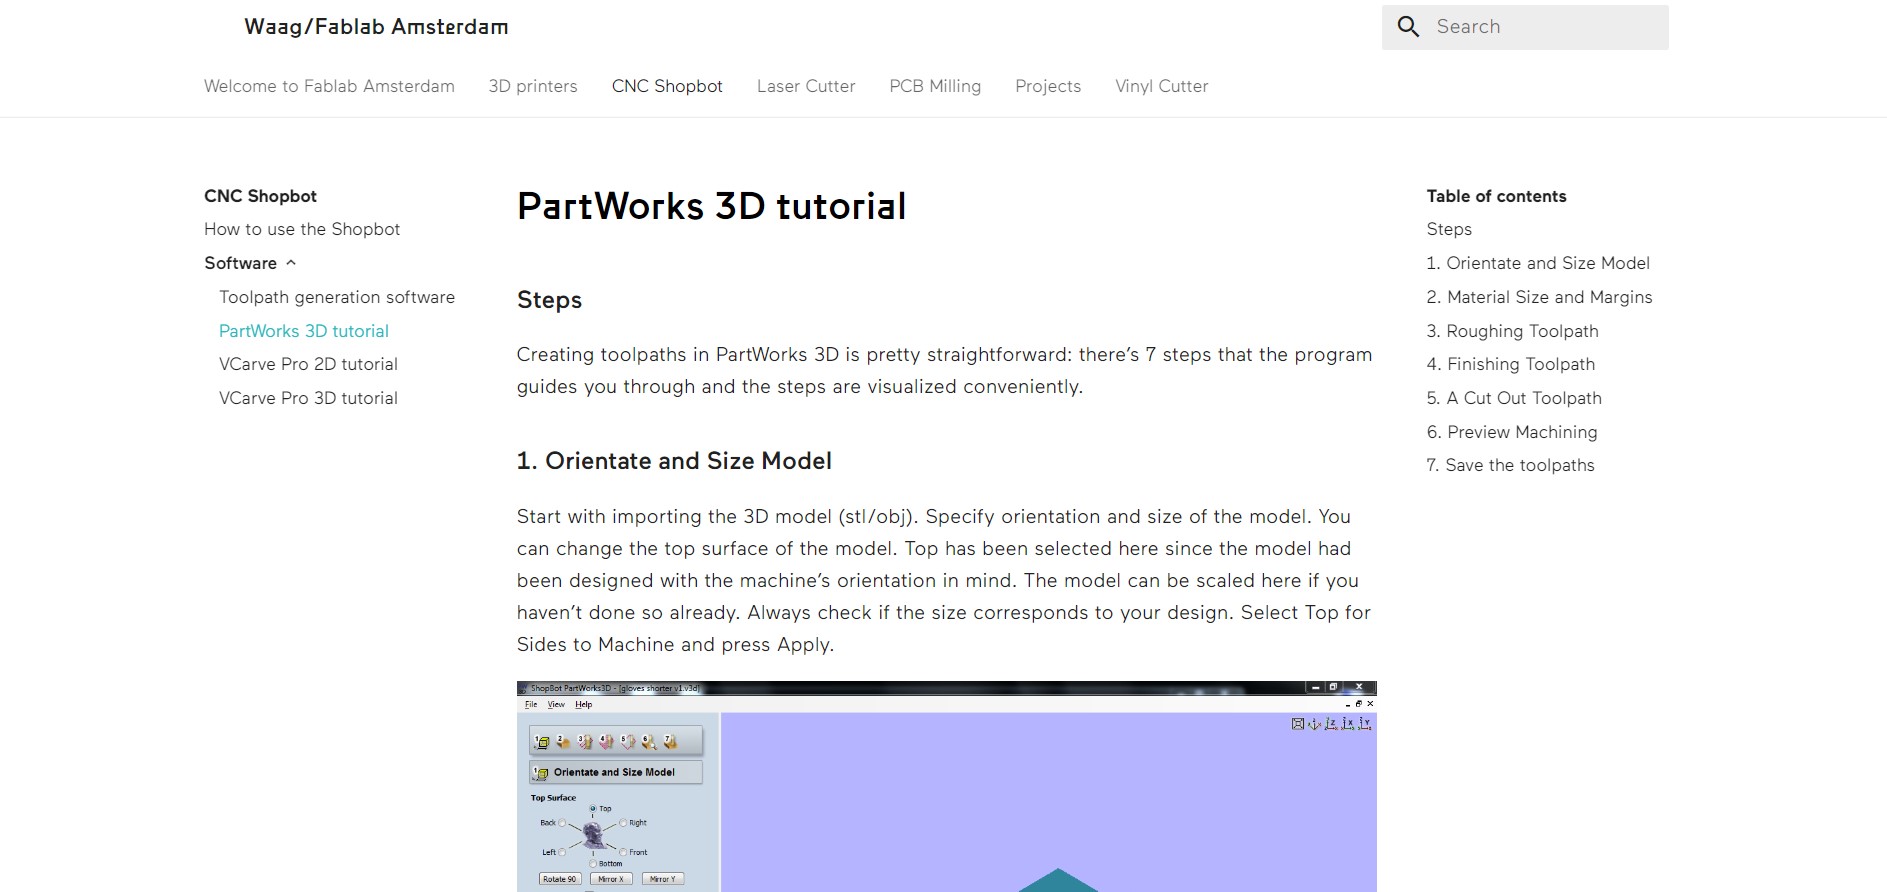 Waag/Fablab Amsterdam
Search
Welcome to Fablab Amsterdam
3D printers
CNC Shopbot
Laser Cutter
PCB Milling
Projects
Vinyl Cutter
CNC Shopbot
How to use the Shopbot
Software
Toolpath generation software
PartWorks 3D tutorial
VCarve Pro 2D tutorial
VCarve Pro 3D tutorial
PartWorks 3D tutorial
Steps
Creating toolpaths in PartWorks 3D is pretty straightforward: there’s 7 steps that the program
guides you through and the steps are visualized conveniently.
1. Orientate and Size Model
Start with importing the 3D model (stl/obj). Specify orientation and size of the model. You
can change the top surface of the model. Top has been selected here since the model had
been designed with the machine’s orientation in mind. The model can be scaled here if you
haven’t done so already. Always check if the size corresponds to your design. Select Top for
Sides to Machine and press Apply.
ShopBot PartWorks3D - [gloves shorter v1.v3d]
File View Help
1 2 3 4 5 6 7
1 Orientate and Size Model
Top Surface
Top
Back
Right
Left
Front
Bottom
Rotate 90
Mirror X
Mirror Y
Z X Y
Table of contents
Steps
1. Orientate and Size Model
2. Material Size and Margins
3. Roughing Toolpath
4. Finishing Toolpath
5. A Cut Out Toolpath
6. Preview Machining
7. Save the toolpaths